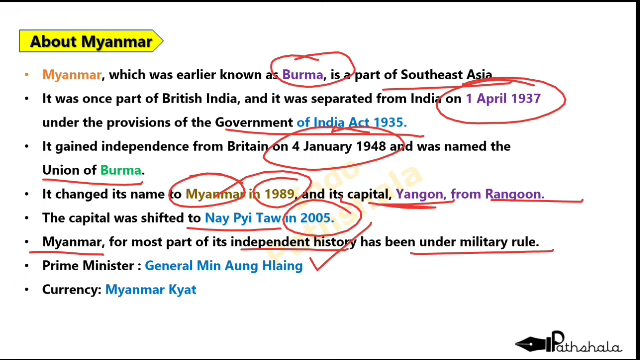 About Myanmar
• Myanmar, which was earlier known as Burma, is a part of Southeast Asia
• It was once part of British India, and it was separated from India on 1 April 1937
under the provisions of the Government of India Act 1935.
• It gained independence from Britain on 4 January 1948 and was named the
Union of Burma.
• It changed its name to Myanmar in 1989, and its capital, Yangon, from Rangoon.
• The capital was shifted to Nay Pyi Taw in 2005.
• Myanmar, for most part of its independent history has been under military rule.
• Prime Minister : General Min Aung Hlaing
• Currency: Myanmar Kyat
Pathshala
pathshala